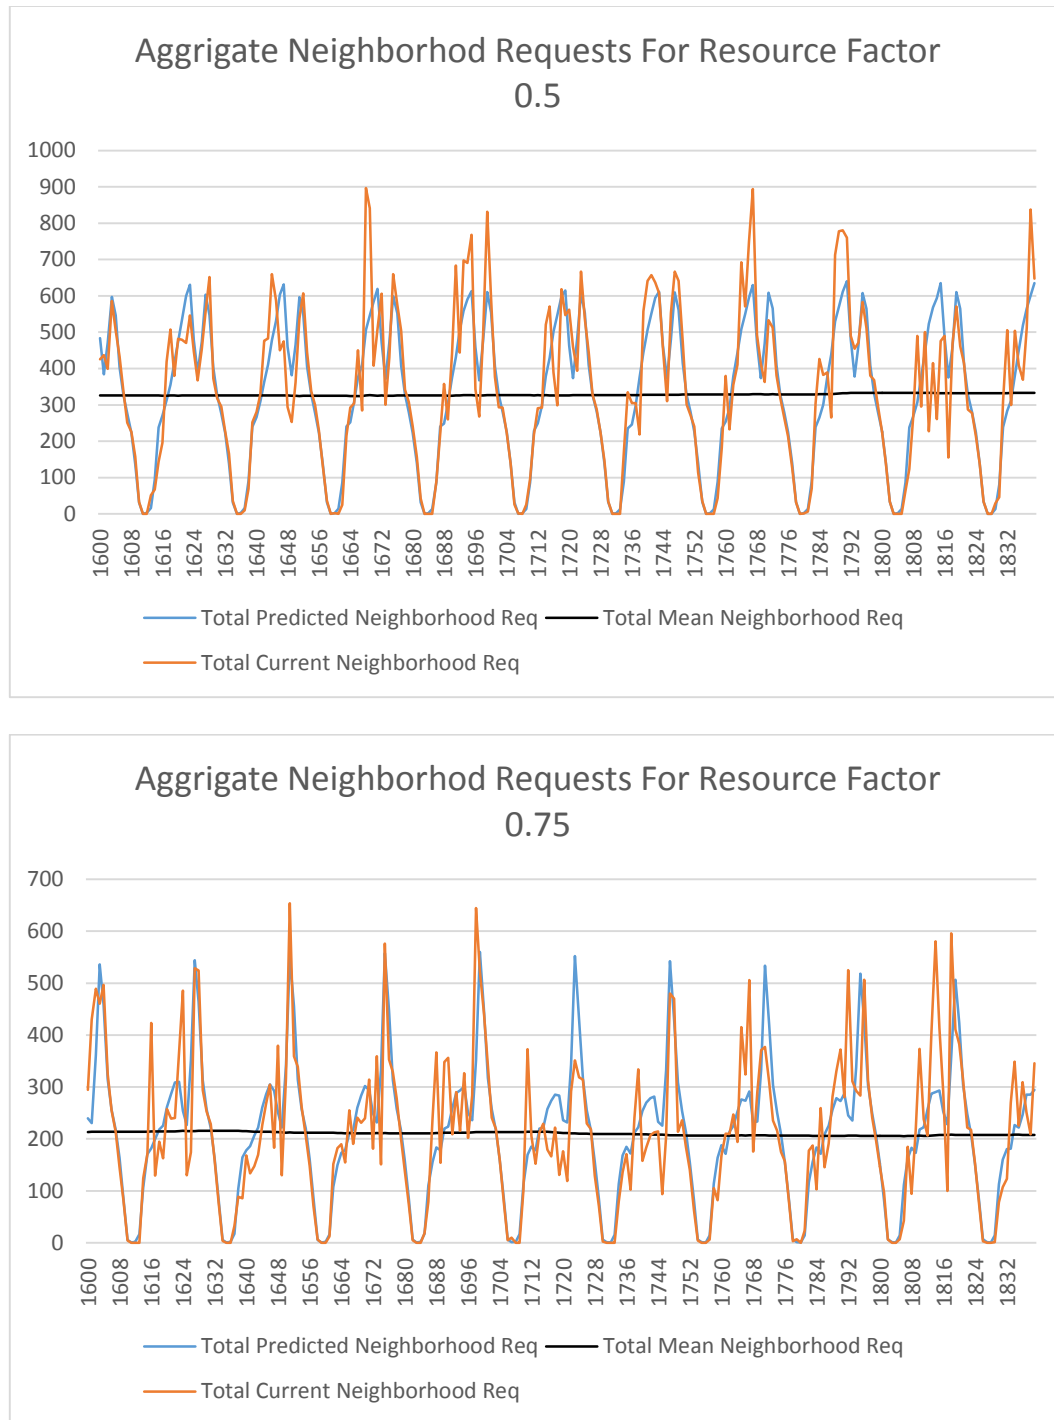 Aggrigate Neighborhod Requests For Resource Factor
0.5
1000
900
800
700
600
500
400
300
200
100
0
1600 1608 1616 1624 1632 1640 1648 1656 1664 1672 1680 1688 1696 1704 1712 1720 1728 1736 1744 1752 1760 1768 1776 1784 1792 1800 1808 1816 1824 1832
Total Predicted Neighborhood Req Total Mean Neighborhood Req
Total Current Neighborhood Req
Aggrigate Neighborhod Requests For Resource Factor
0.75
700
600
500
400
300
200
100
0
1600 1608 1616 1624 1632 1640 1648 1656 1664 1672 1680 1688 1696 1704 1712 1720 1728 1736 1744 1752 1760 1768 1776 1784 1792 1800 1808 1816 1824 1832
Total Predicted Neighborhood Req Total Mean Neighborhood Req
Total Current Neighborhood Req